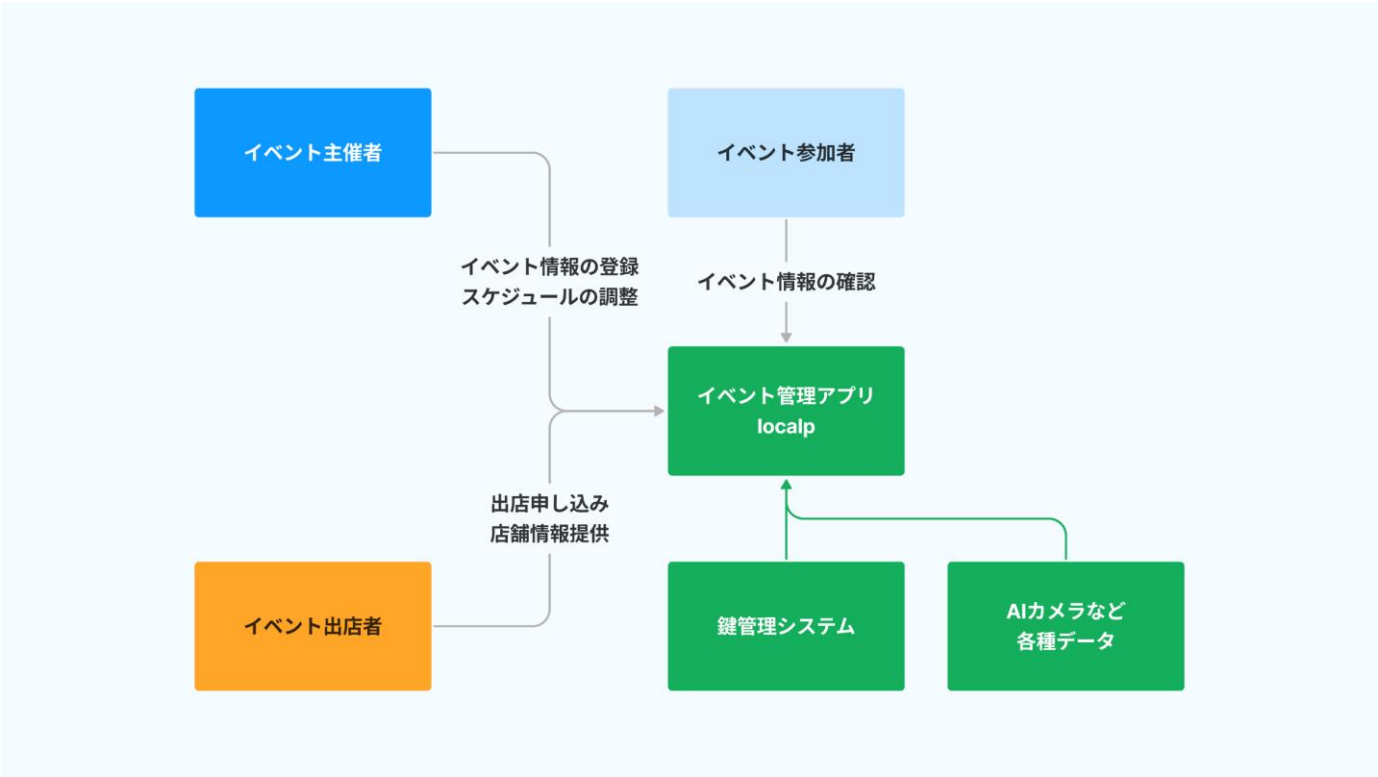 イベント主催者
イベント参加者
イベント情報の登録
スケジュールの調整
イベント情報の確認
イベント管理アプリ
localp
出店申し込み
店舗情報提供
イベント出店者
鍵管理システム
AIカメラなど
各種データ